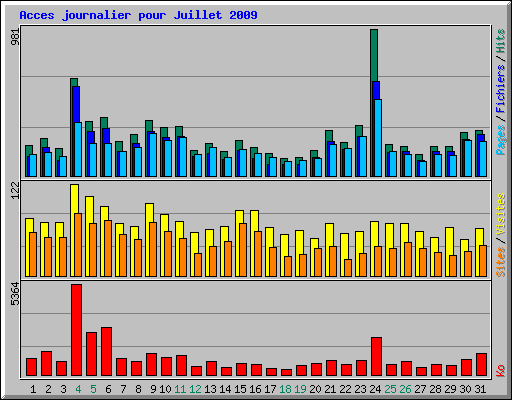 Acces journalier pour Juillet 2009
981
122
5364
Pages / Fichiers / Hits
Sites / Visites
Ko
1 2 3 4 5 6 7 8 9 10 11 12 13 14 15 16 17 18 19 20 21 22 23 24 25 26 27 28 29 30 31